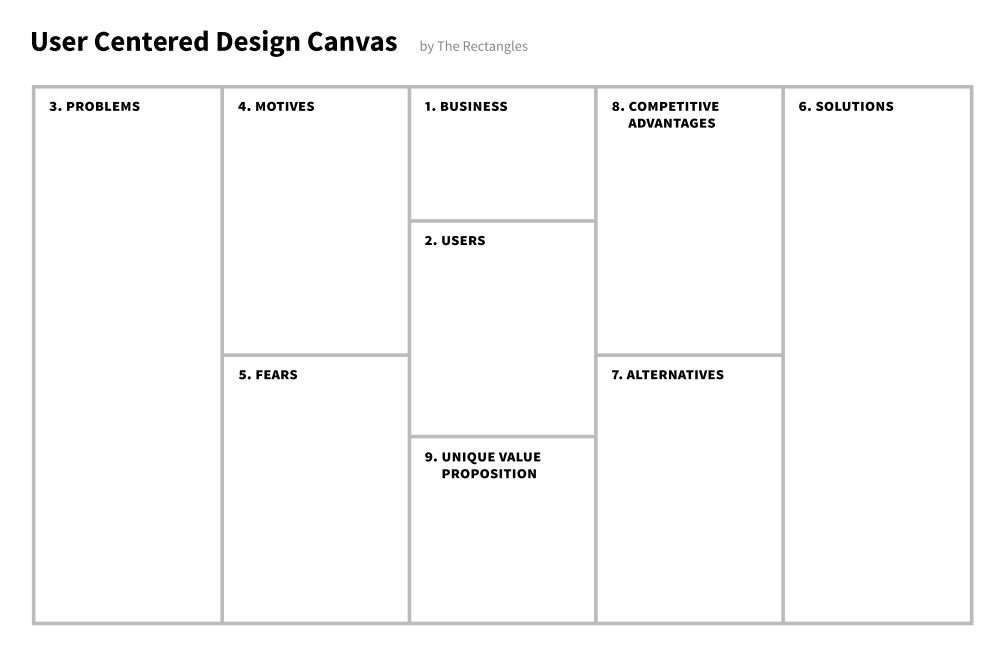 User Centered Design Canvas by The Rectangles
3. PROBLEMS
4. MOTIVES
5. FEARS
1. BUSINESS
2. USERS
9. UNIQUE VALUE
PROPOSITION
8. COMPETITIVE
ADVANTAGES
7. ALTERNATIVES
6. SOLUTIONS